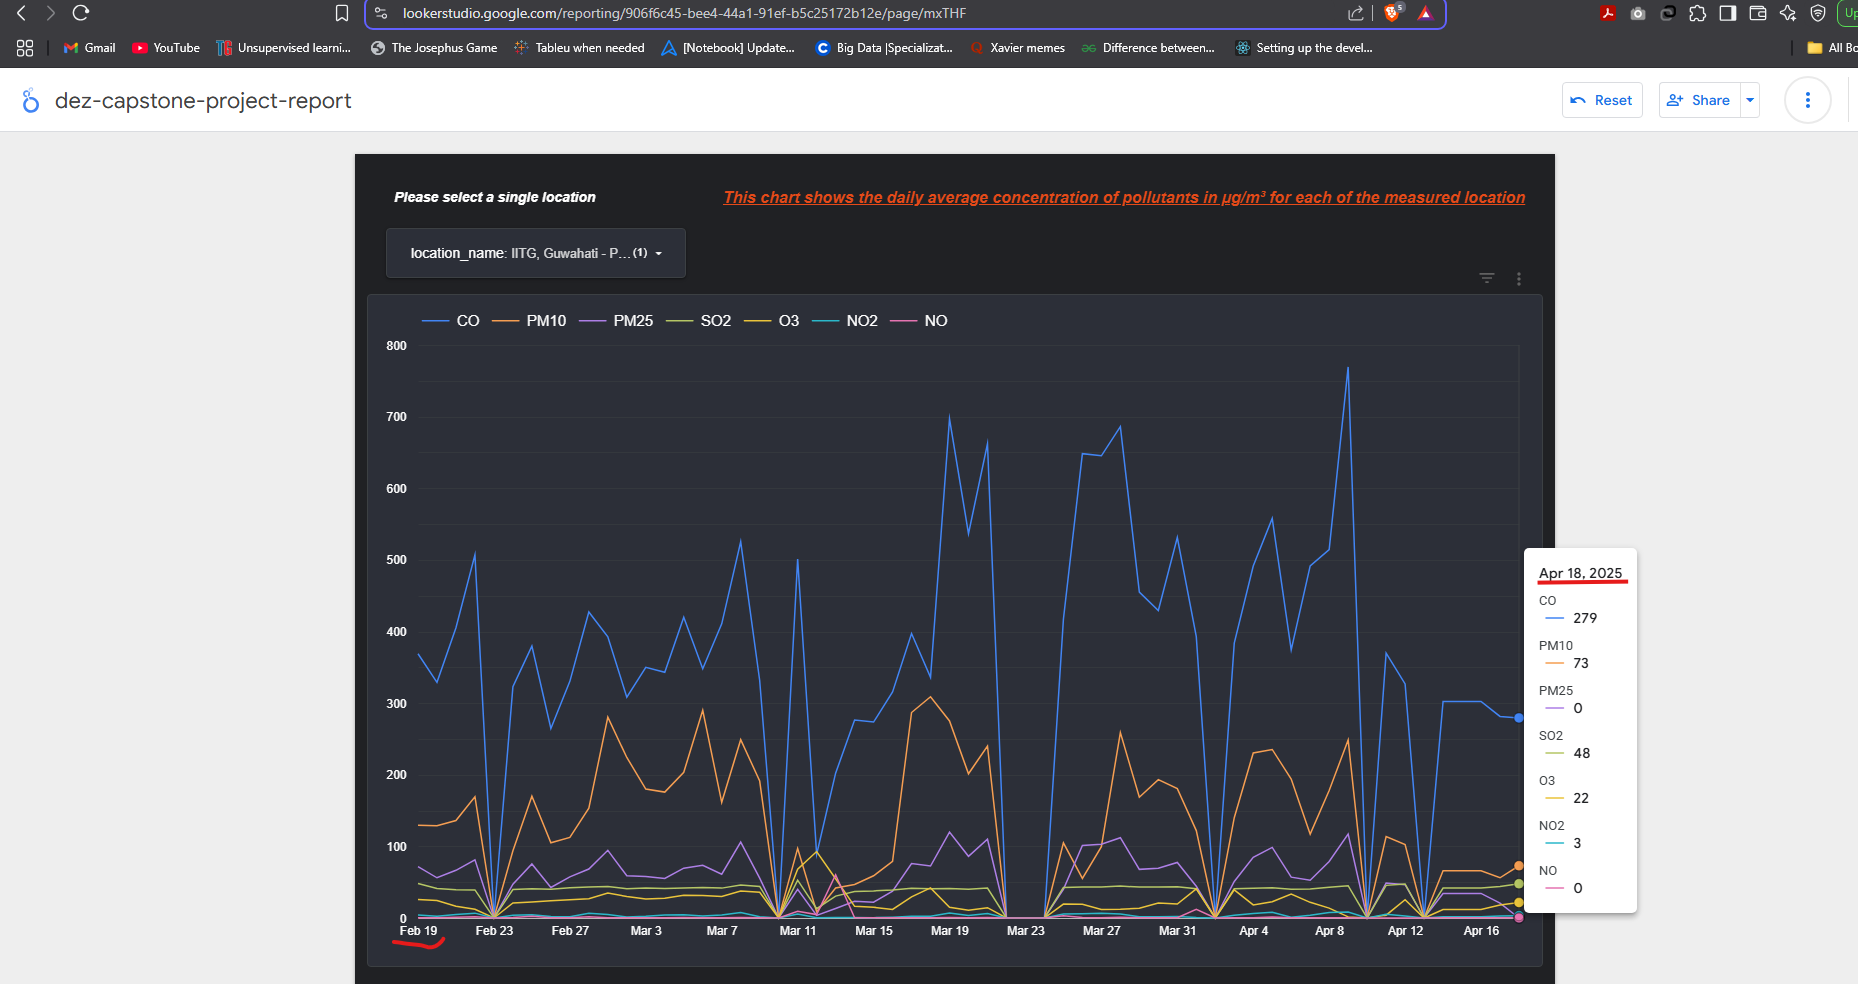 lookerstudio.google.com/reporting/906f6c45-bee4-44a1-91ef-b5c25172b12e/page/mxTHF
5
Up
Gmail
YouTube
Unsupervised learni...
The Josephus Game
Tableu when needed
[Notebook] Update...
Big Data |Specializat...
Xavier memes
Difference between...
Setting up the devel...
All Bo
dez-capstone-project-report
Reset
Share
Please select a single location
This chart shows the daily average concentration of pollutants in µg/m³ for each of the measured location
location_name: IITG, Guwahati - P... (1)
CO PM10 PM25 SO2 O3 NO2 NO
800
700
600
500
400
300
200
100
0
Feb 19 Feb 23 Feb 27 Mar 3 Mar 7 Mar 11 Mar 15 Mar 19 Mar 23 Mar 27 Mar 31 Apr 4 Apr 8 Apr 12 Apr 16
Apr 18, 2025
CO
279
PM10
73
PM25
0
SO2
48
O3
22
NO2
3
NO
0